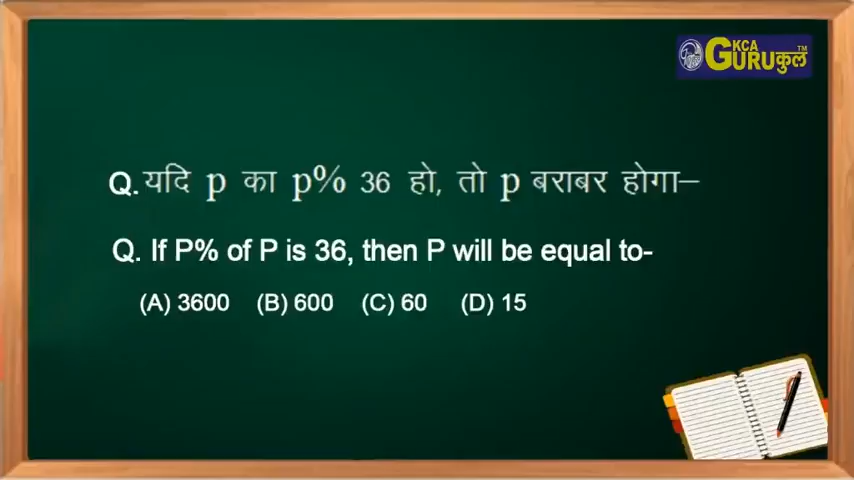 KCA
GURUकुल™
Q. यदि p का p% 36 हो, तो p बराबर होगा–
Q. If P% of P is 36, then P will be equal to-
(A) 3600 (B) 600 (C) 60 (D) 15